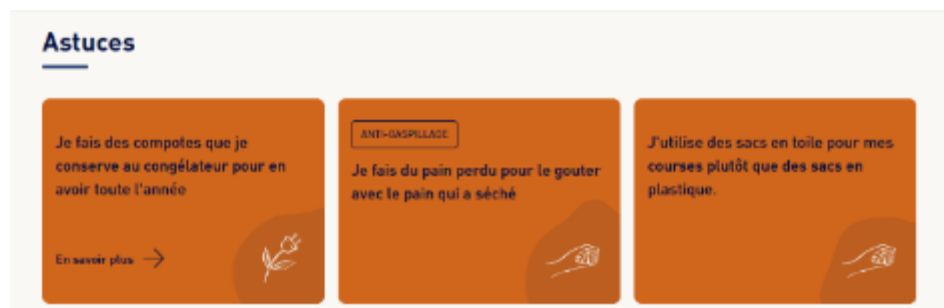 Astuces
Je fais des compotes que je
conserve au congélateur pour en
avoir toute l'année
En savoir plus
ANTI-GASPILLAGE
Je fais du pain perdu pour le gouter
avec le pain qui a séché
J'utilise des sacs en toile pour mes
courses plutôt que des sacs en
plastique.